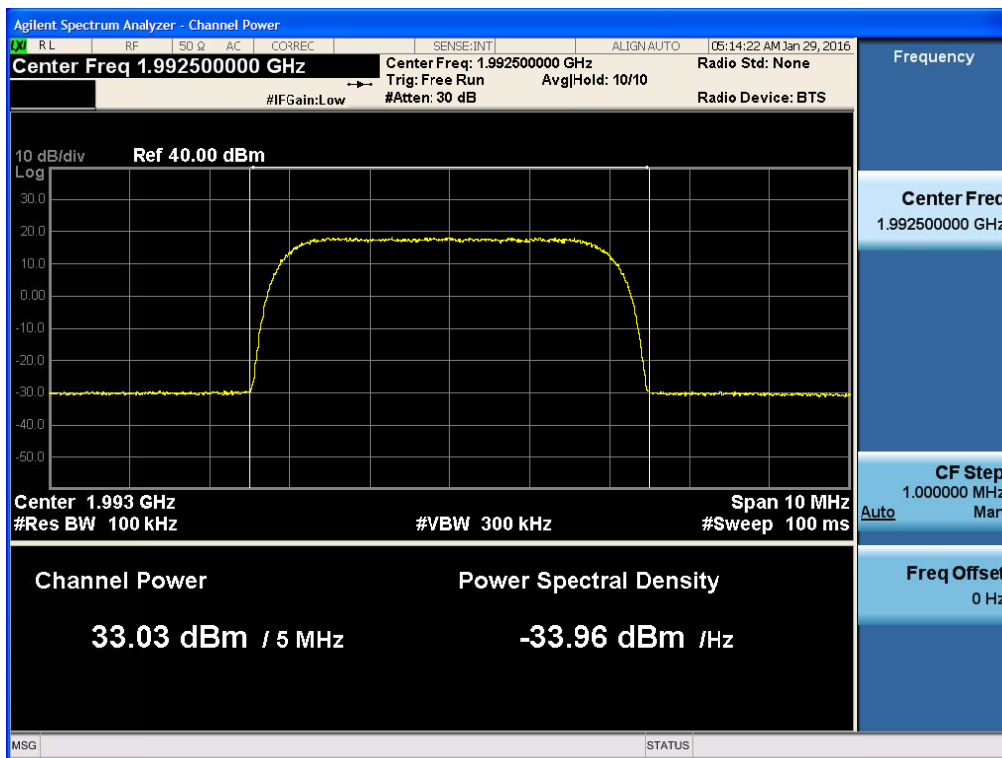 Agilent Spectrum Analyzer - Channel Power
LXI RL RF 50 Ω AC CORREC SENSE:INT ALIGN AUTO 05:14:22 AM Jan 29, 2016
Center Freq 1.992500000 GHz
Center Freq: 1.992500000 GHz
Radio Std: None
Trig: Free Run Avg|Hold: 10/10
#IFGain:Low
#Atten: 30 dB
Radio Device: BTS
10 dB/div Ref 40.00 dBm
Log
30.0
20.0
10.0
0.00
-10.0
-20.0
-30.0
-40.0
-50.0
Center 1.993 GHz
Span 10 MHz
#Res BW 100 kHz
#VBW 300 kHz
#Sweep 100 ms
Channel Power
Power Spectral Density
33.03 dBm / 5 MHz
-33.96 dBm /Hz
MSG
STATUS
Frequency
Center Freq
1.992500000 GHz
CF Step
1.000000 MHz
Auto Man
Freq Offset
0 Hz